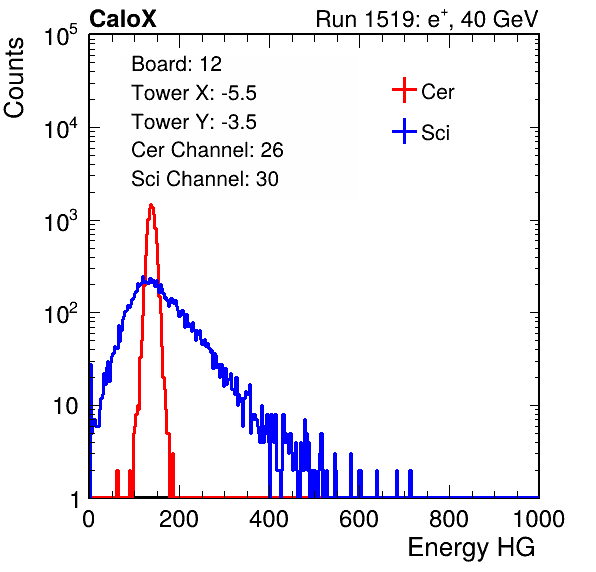 CaloX Run 1519: e⁺, 40 GeV
Counts
10⁵
10⁴
10³
10²
10
1
Board: 12
Tower X: -5.5
Tower Y: -3.5
Cer Channel: 26
Sci Channel: 30
Cer
Sci
0 200 400 600 800 1000
Energy HG